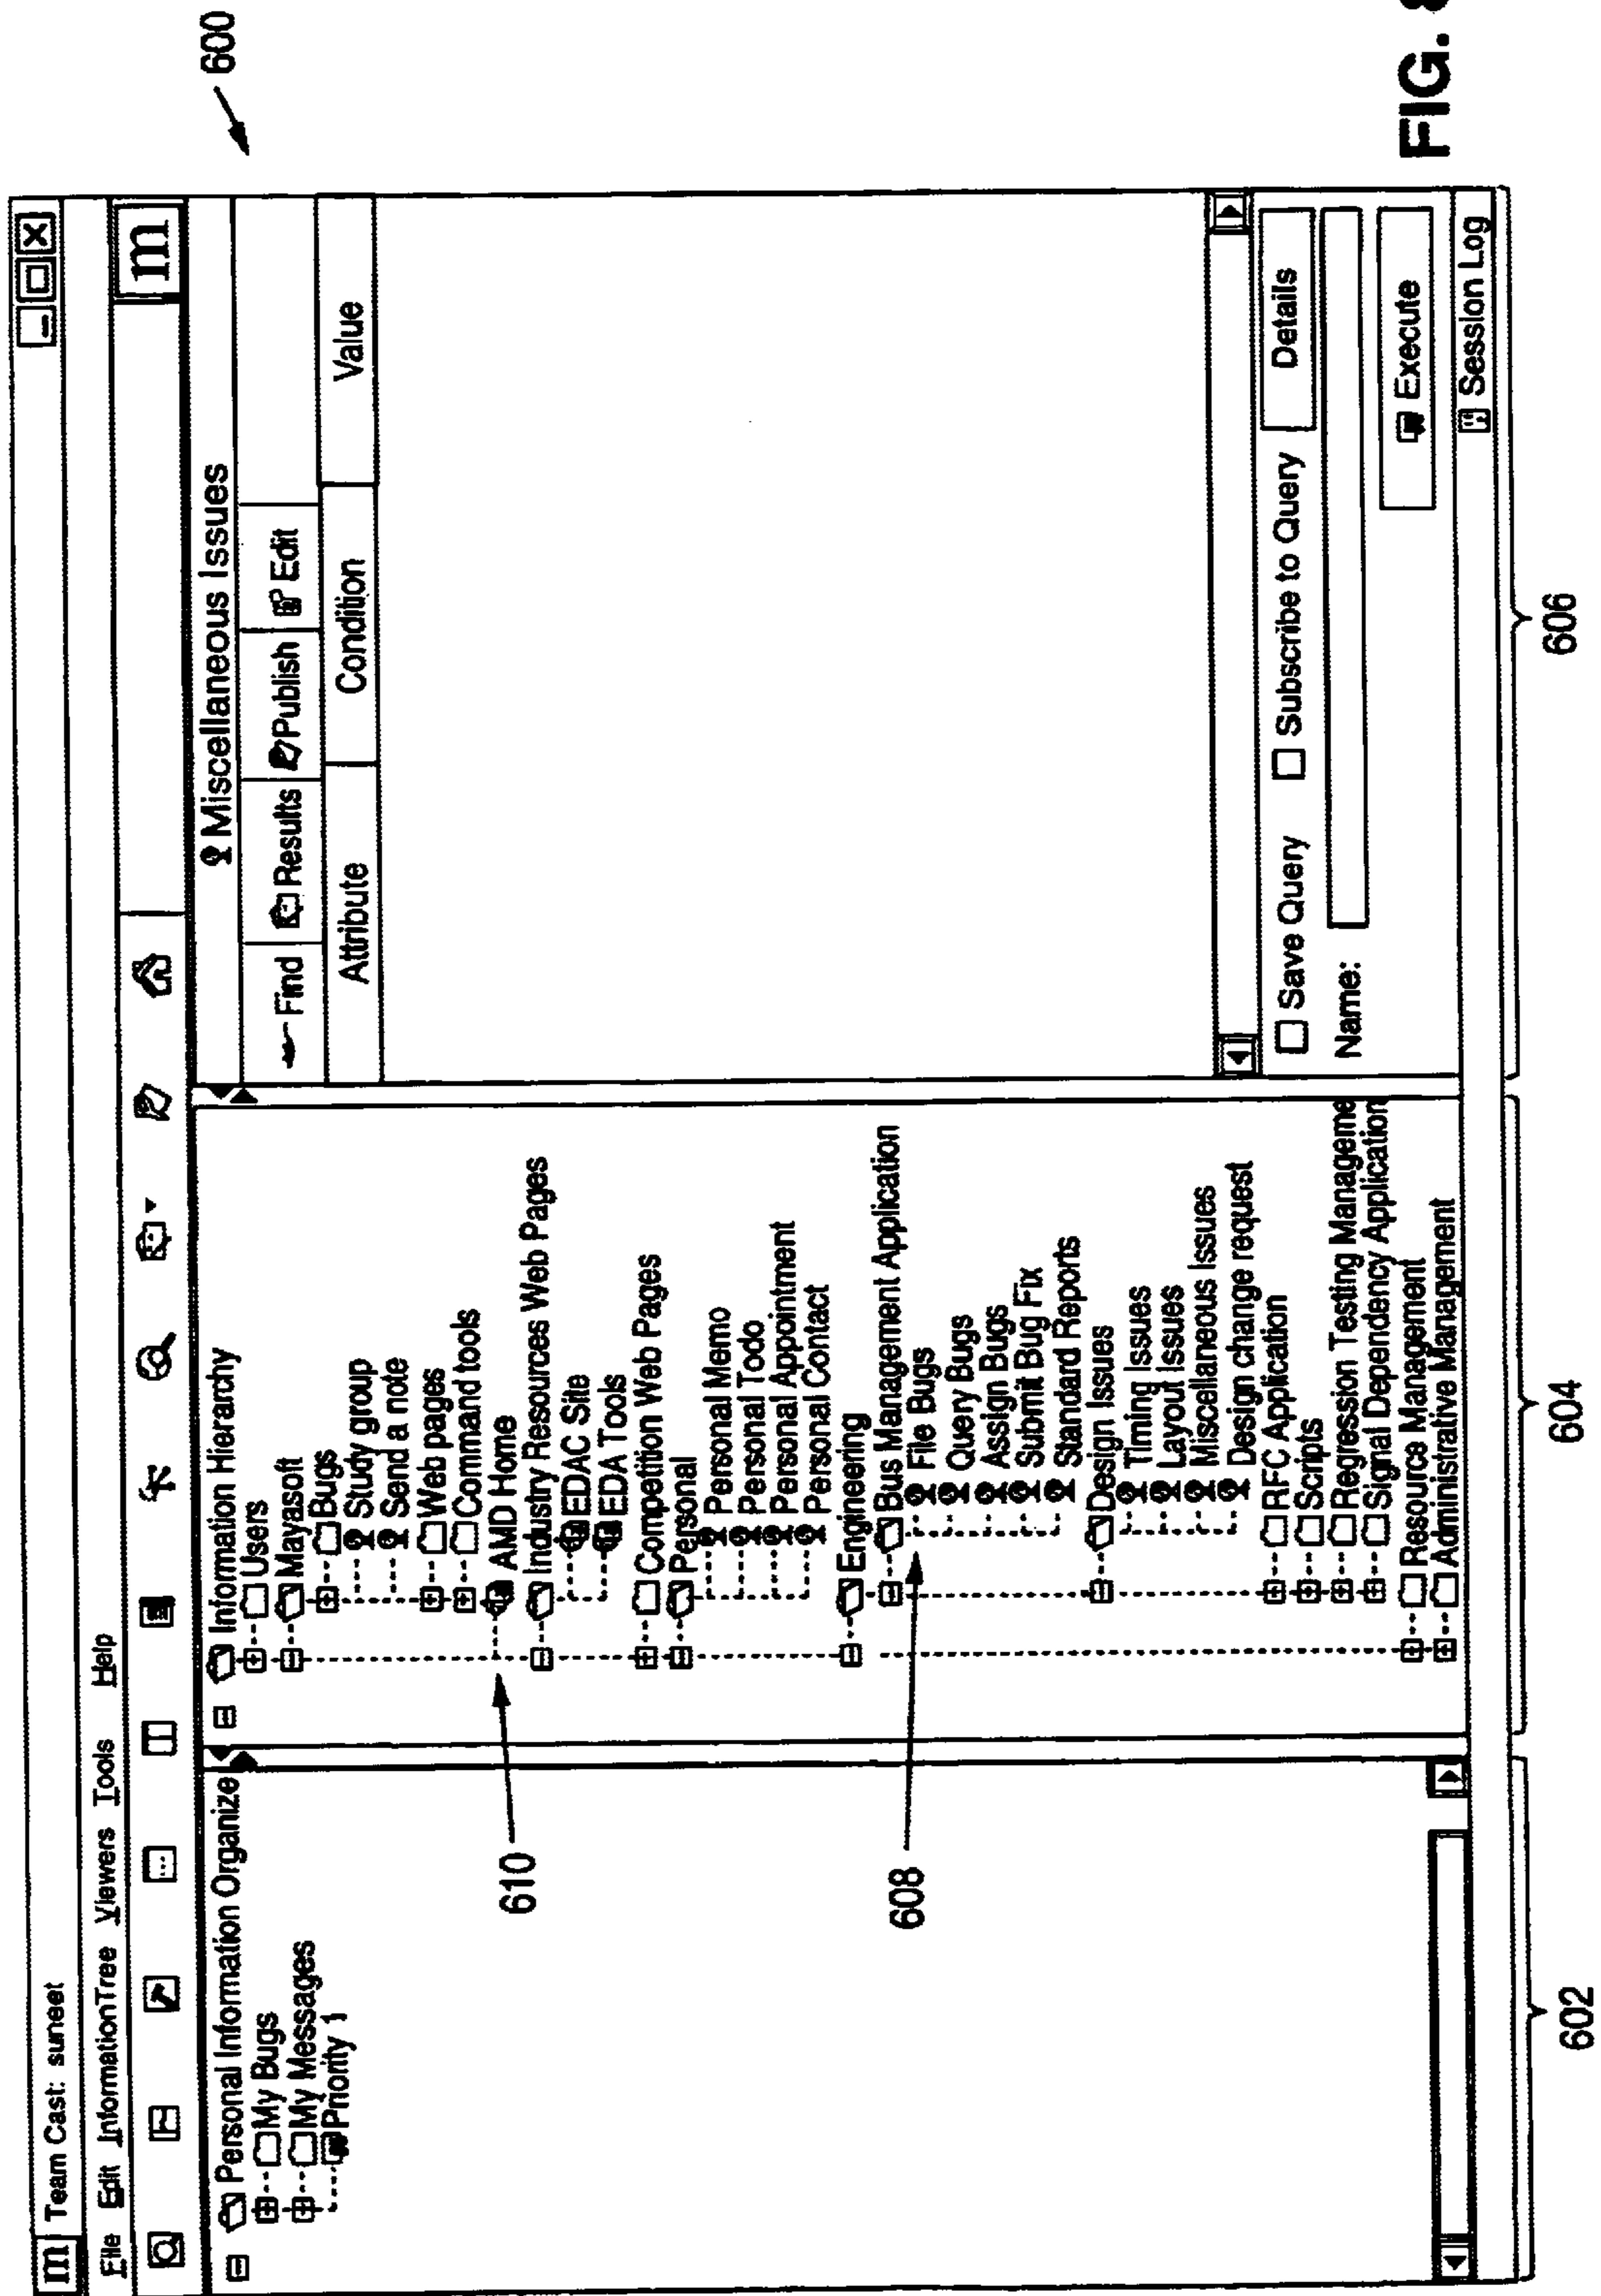 m Team Cast: suneet
File Edit InformationTree Viewers Tools Help
m
600
Personal Information Organize
My Bugs
My Messages
Priority 1
Information Hierarchy
Users
Mayasoft
Bugs
Study group
Send a note
Web pages
Command tools
AMD Home
Industry Resources Web Pages
EDAC Site
EDA Tools
Competition Web Pages
Personal
Personal Memo
Personal Todo
Personal Appointment
Personal Contact
Engineering
Bus Management Application
File Bugs
Query Bugs
Assign Bugs
Submit Bug Fix
Standard Reports
Design Issues
Timing Issues
Layout Issues
Miscellaneous Issues
Design change request
RFC Application
Scripts
Regression Testing Manageme
Signal Dependency Application
Resource Management
Administrative Management
610
608
Miscellaneous Issues
Find Results Publish Edit
Attribute Condition Value
Save Query Subscribe to Query Details
Name:
Execute
Session Log
602
604
606
FIG. 8